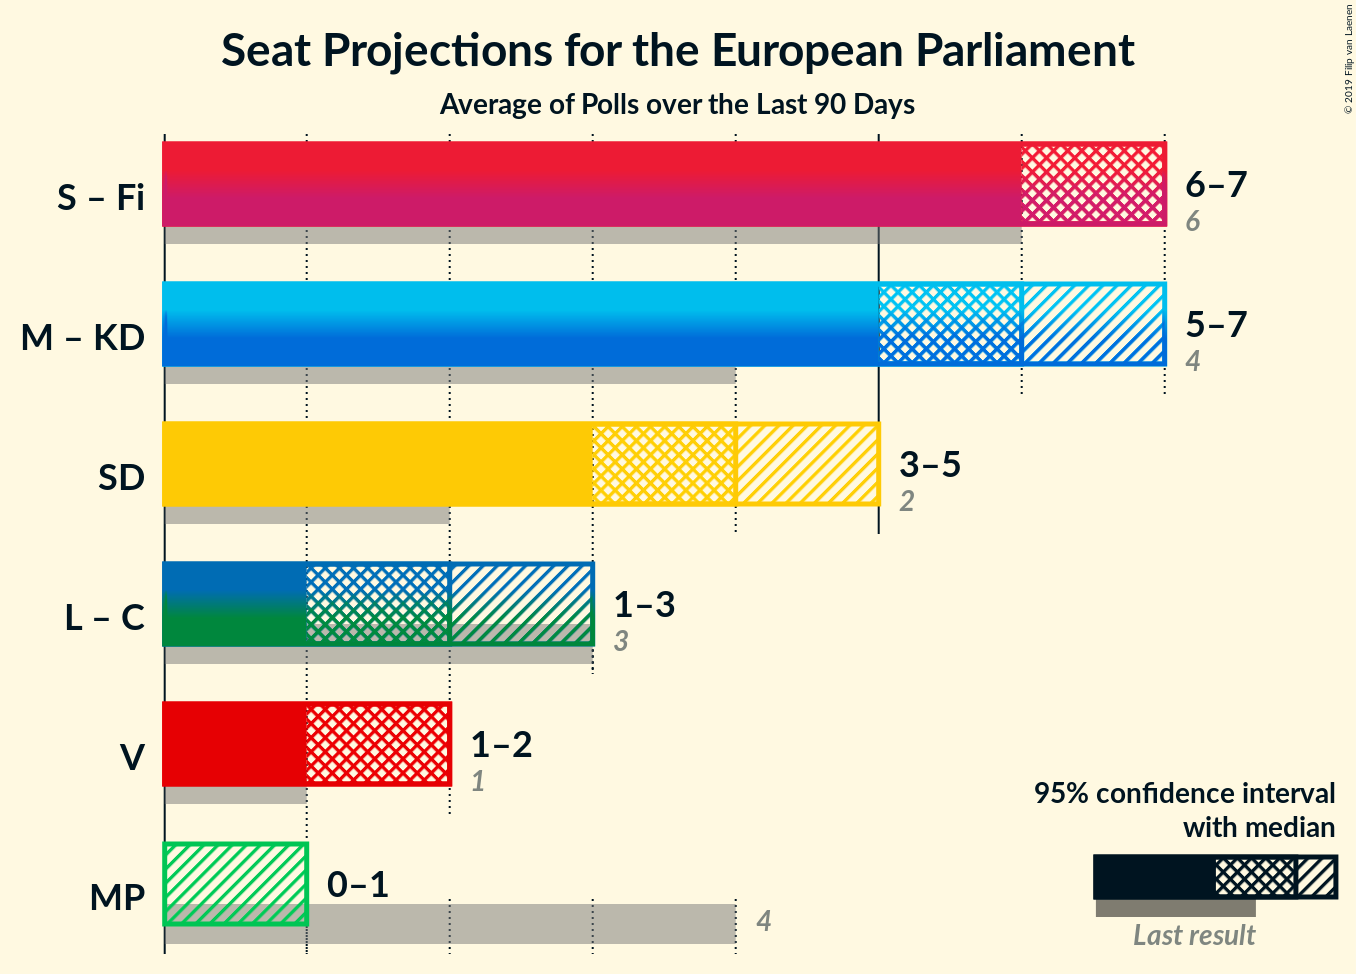 Seat Projections for the European Parliament
Average of Polls over the Last 90 Days
© 2019 Filip van Laenen
S – Fi
6–7
6
M – KD
5–7
4
SD
3–5
2
L – C
1–3
3
V
1–2
1
MP
0–1
4
95% confidence interval
with median
Last result